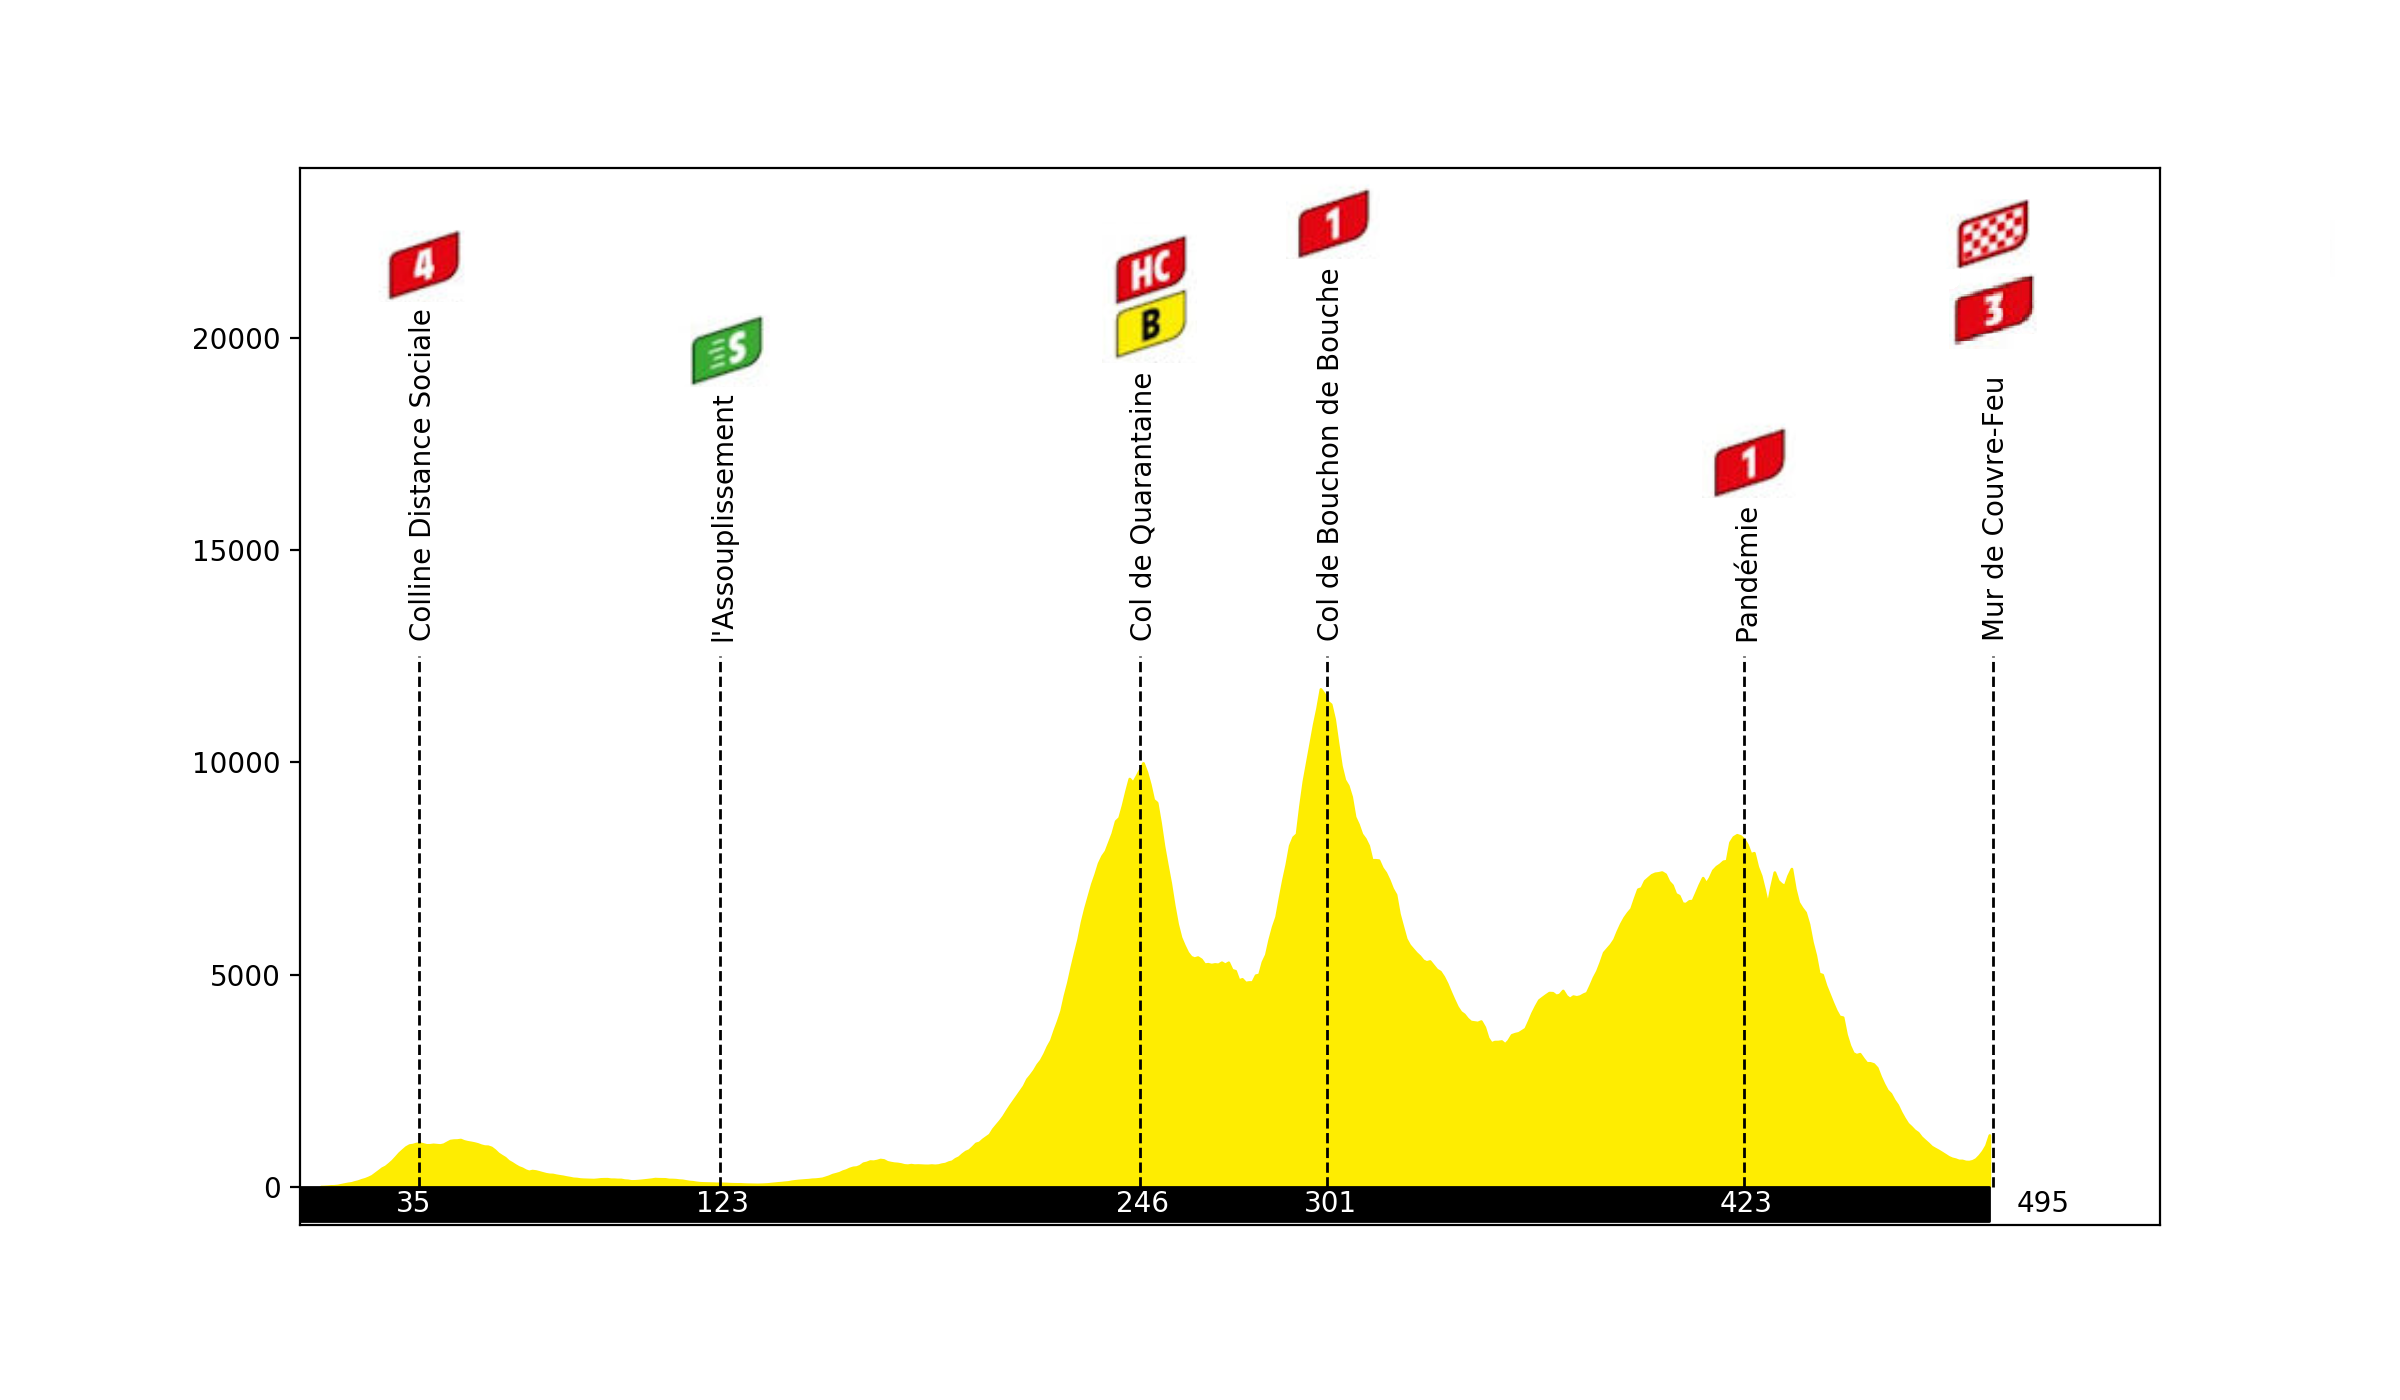 1
4
HC
B
S
3
1
20000
15000
10000
5000
0
Colline Distance Sociale
l'Assouplissement
Col de Quarantaine
Col de Bouchon de Bouche
Pandémie
Mur de Couvre-Feu
35
123
246
301
423
495